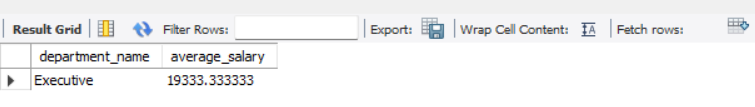 Result Grid Filter Rows: Export: Wrap Cell Content: Fetch rows:
department_name average_salary
Executive 19333.333333